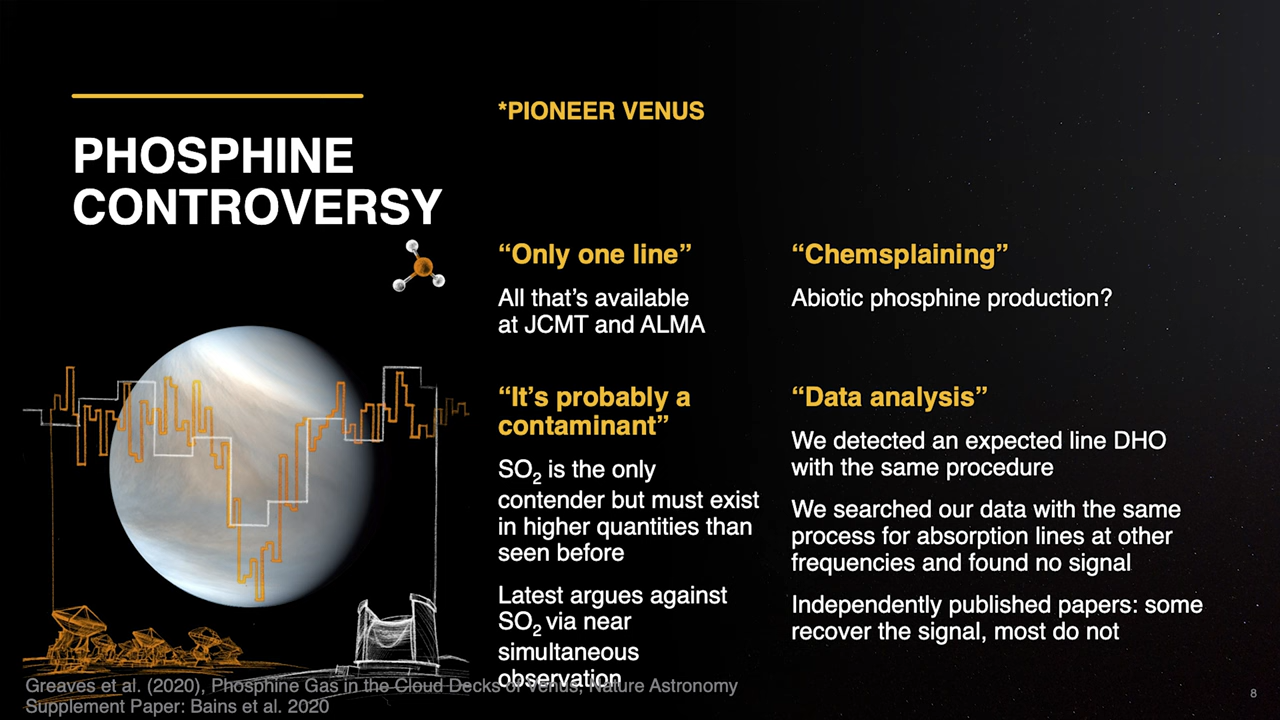 PHOSPHINE
CONTROVERSY
*PIONEER VENUS
“Only one line”
All that’s available
at JCMT and ALMA
“It’s probably a
contaminant”
SO₂ is the only
contender but must exist
in higher quantities than
seen before
Latest argues against
SO₂ via near
simultaneous
observation
“Chemsplaining”
Abiotic phosphine production?
“Data analysis”
We detected an expected line DHO
with the same procedure
We searched our data with the same
process for absorption lines at other
frequencies and found no signal
Independently published papers: some
recover the signal, most do not
Greaves et al. (2020), Phosphine Gas in the Cloud Decks of Venus, Nature Astronomy
Supplement Paper: Bains et al. 2020
8